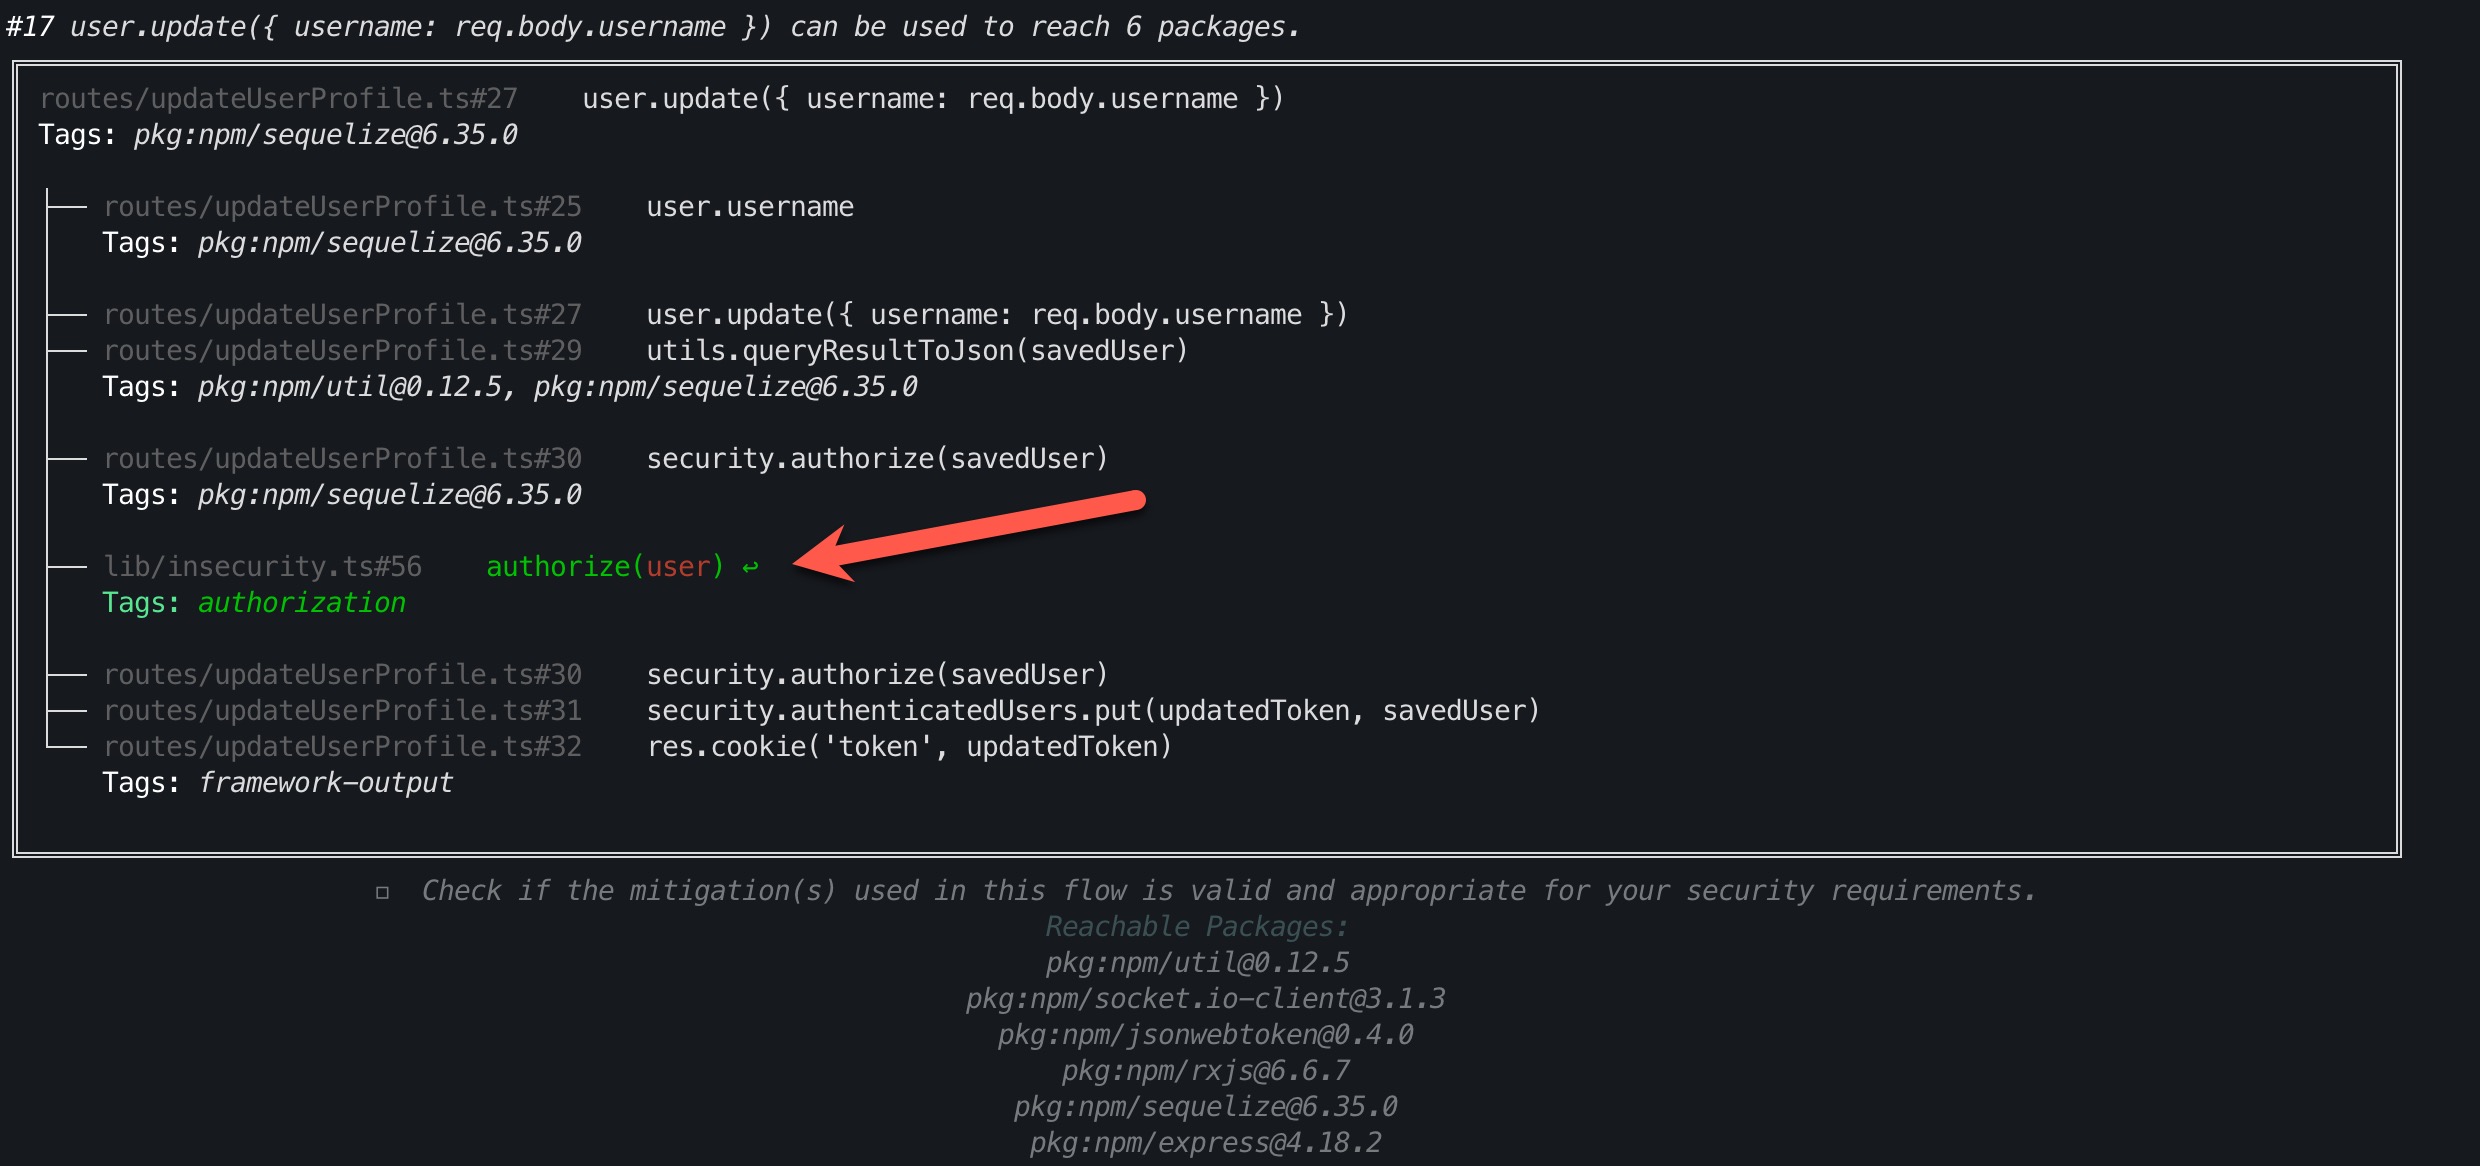 #17 user.update({ username: req.body.username }) can be used to reach 6 packages.
routes/updateUserProfile.ts#27    user.update({ username: req.body.username })
Tags: pkg:npm/sequelize@6.35.0
routes/updateUserProfile.ts#25    user.username
Tags: pkg:npm/sequelize@6.35.0
routes/updateUserProfile.ts#27    user.update({ username: req.body.username })
routes/updateUserProfile.ts#29    utils.queryResultToJson(savedUser)
Tags: pkg:npm/util@0.12.5, pkg:npm/sequelize@6.35.0
routes/updateUserProfile.ts#30    security.authorize(savedUser)
Tags: pkg:npm/sequelize@6.35.0
lib/insecurity.ts#56    authorize(user) ↩
Tags: authorization
routes/updateUserProfile.ts#30    security.authorize(savedUser)
routes/updateUserProfile.ts#31    security.authenticatedUsers.put(updatedToken, savedUser)
routes/updateUserProfile.ts#32    res.cookie('token', updatedToken)
Tags: framework-output
Check if the mitigation(s) used in this flow is valid and appropriate for your security requirements.
Reachable Packages:
pkg:npm/util@0.12.5
pkg:npm/socket.io-client@3.1.3
pkg:npm/jsonwebtoken@0.4.0
pkg:npm/rxjs@6.6.7
pkg:npm/sequelize@6.35.0
pkg:npm/express@4.18.2